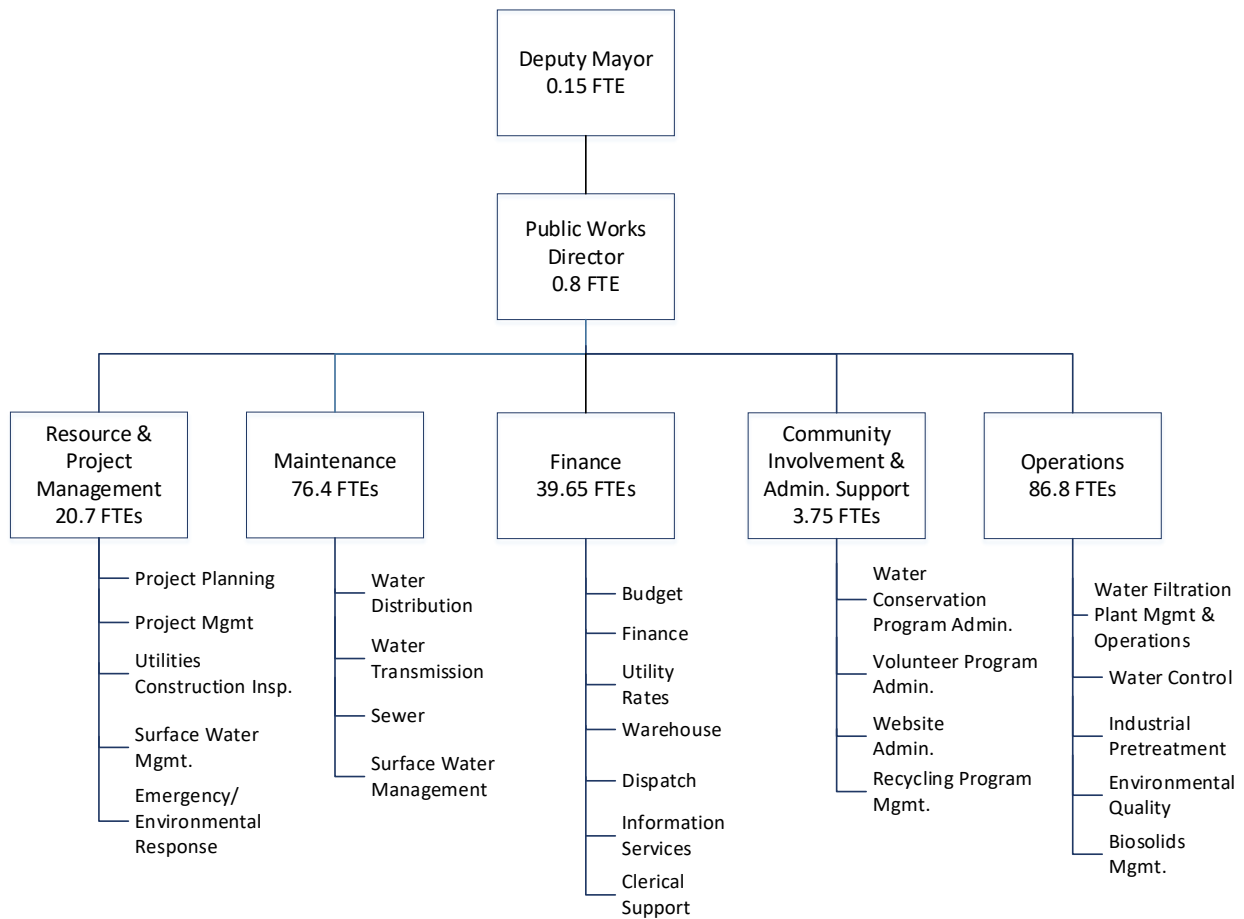 Deputy Mayor
0.15 FTE
Public Works
Director
0.8 FTE
Resource &
Project
Management
20.7 FTEs
Maintenance
76.4 FTEs
Finance
39.65 FTEs
Community
Involvement &
Admin. Support
3.75 FTEs
Operations
86.8 FTEs
Project Planning
Project Mgmt
Utilities
Construction Insp.
Surface Water
Mgmt.
Emergency/
Environmental
Response
Water
Distribution
Water
Transmission
Sewer
Surface Water
Management
Budget
Finance
Utility
Rates
Warehouse
Dispatch
Information
Services
Clerical
Support
Water
Conservation
Program Admin.
Volunteer Program
Admin.
Website
Admin.
Recycling Program
Mgmt.
Water Filtration
Plant Mgmt &
Operations
Water Control
Industrial
Pretreatment
Environmental
Quality
Biosolids
Mgmt.